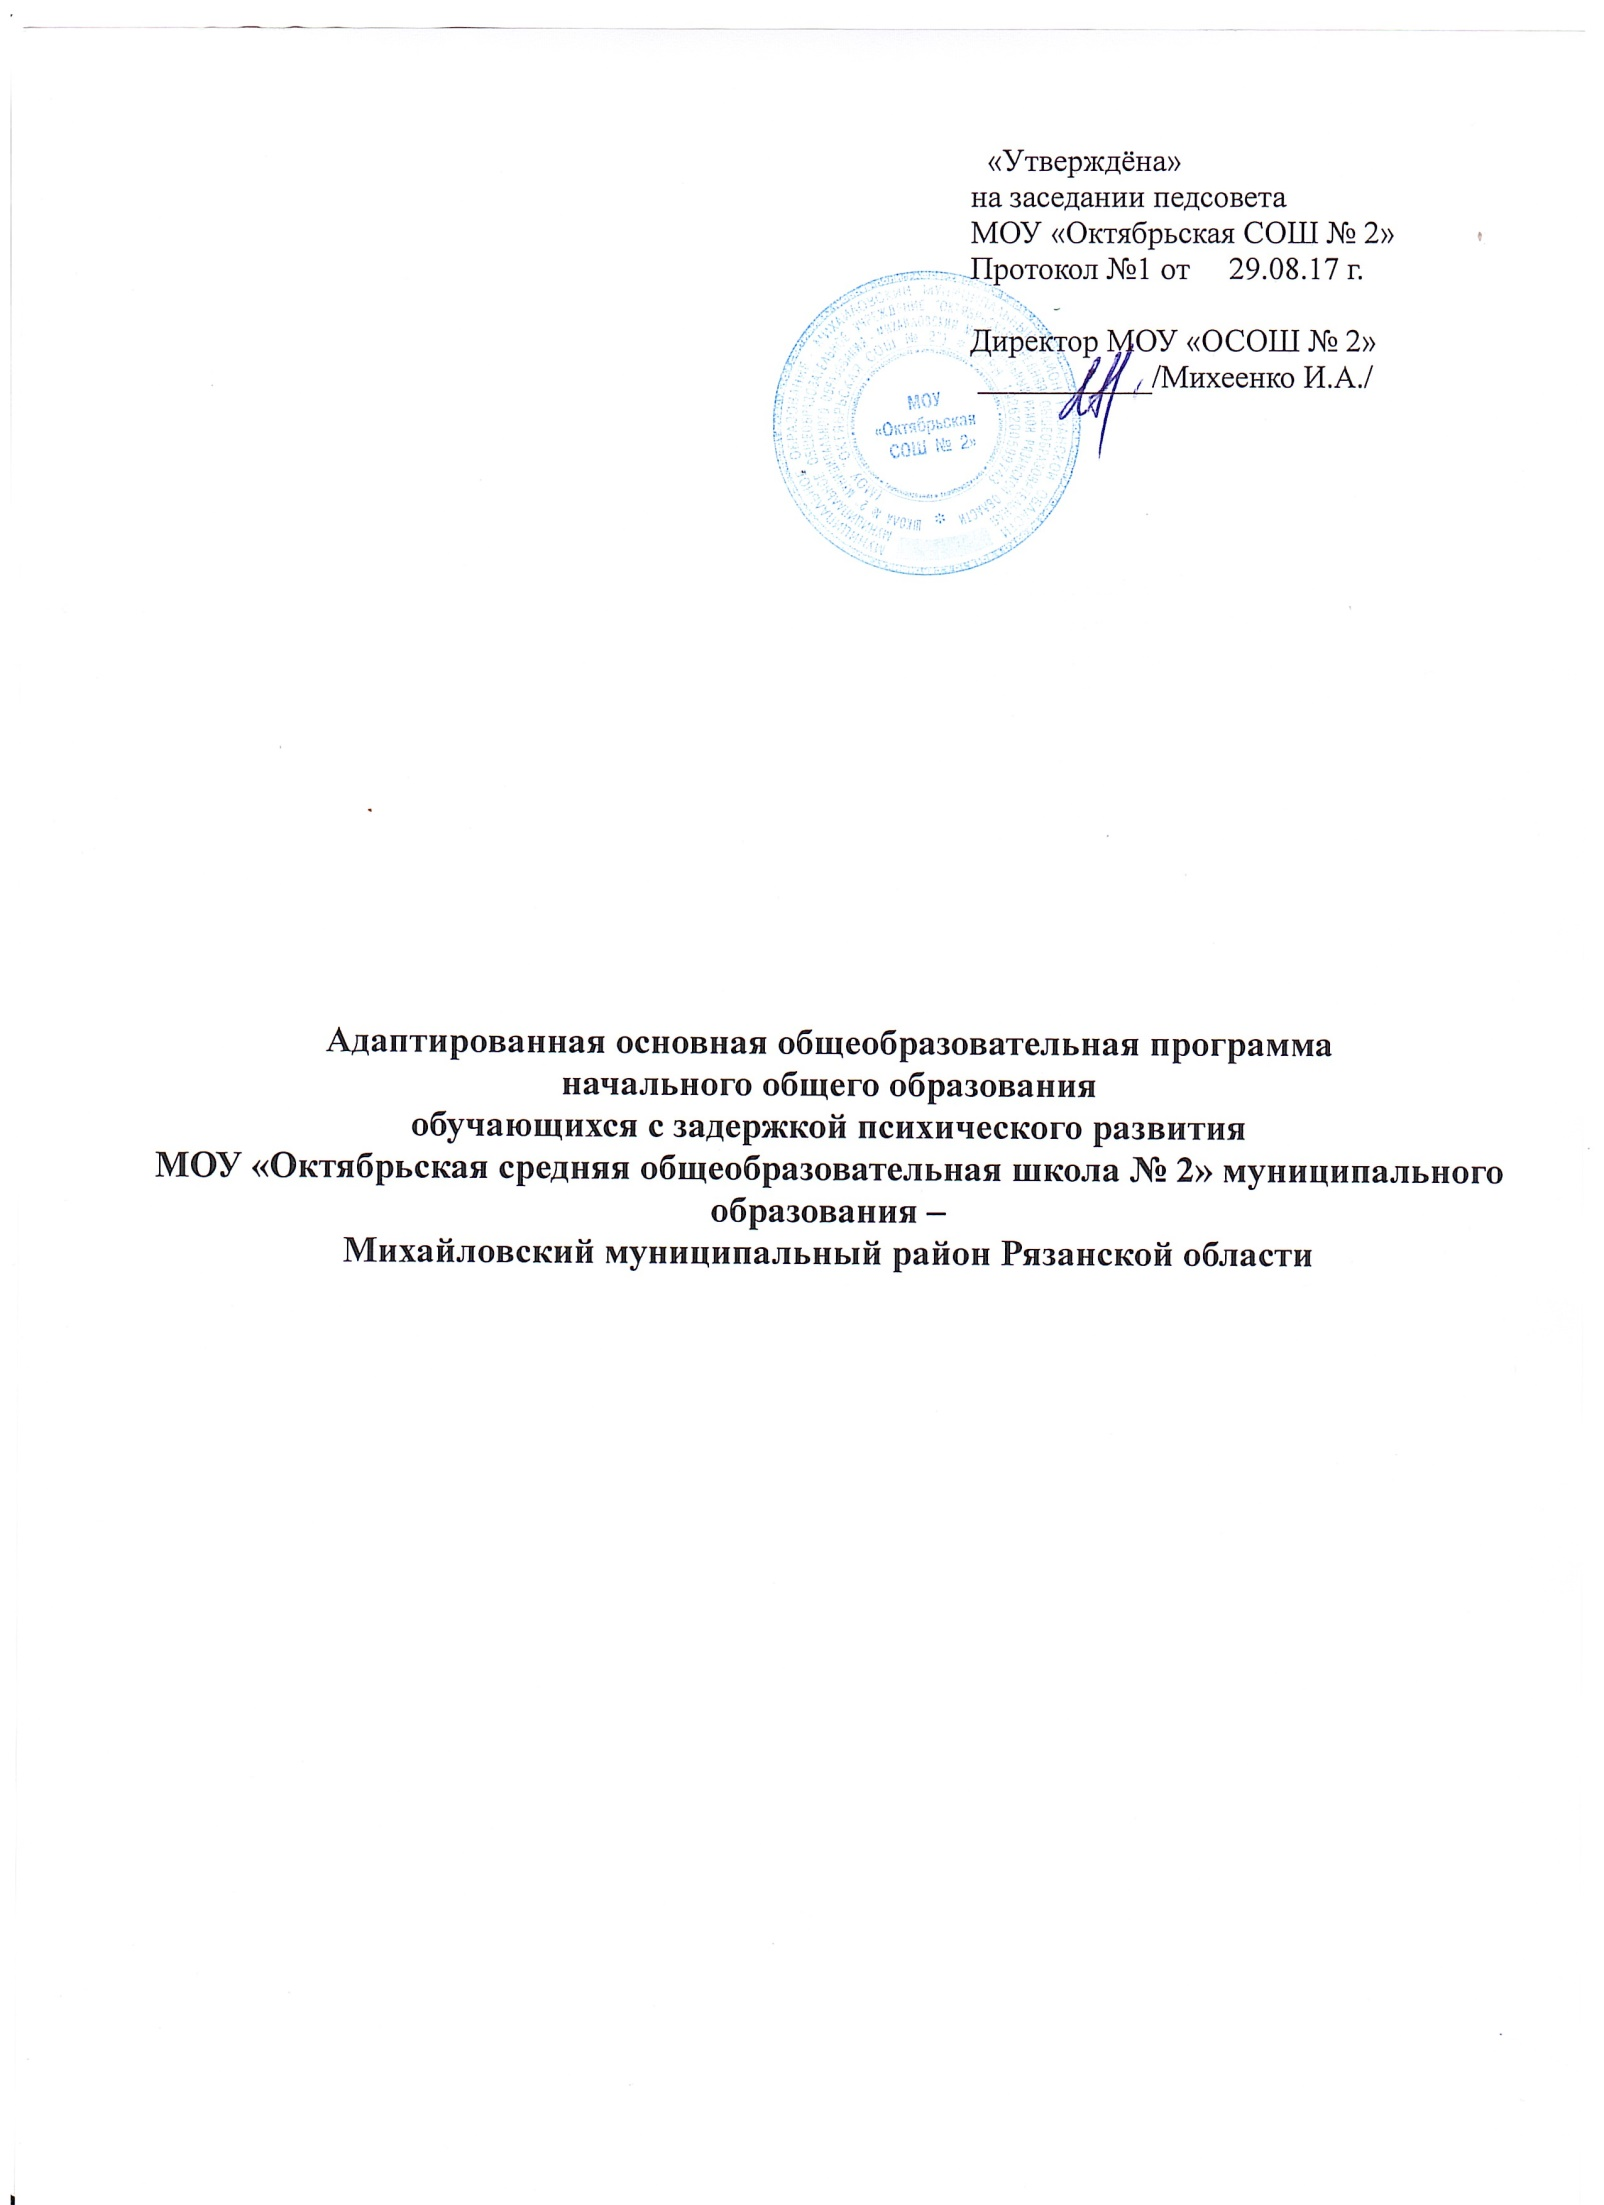 «Утверждёна»
на заседании педсовета
МОУ «Октябрьская СОШ № 2»
Протокол №1 от 29.08.17 г.
Директор МОУ «ОСОШ № 2»
/Михеенко И.А./
МОУ
«Октябрьская
СОШ № 2»
Адаптированная основная общеобразовательная программа
начального общего образования
обучающихся с задержкой психического развития
МОУ «Октябрьская средняя общеобразовательная школа № 2» муниципального
образования –
Михайловский муниципальный район Рязанской области